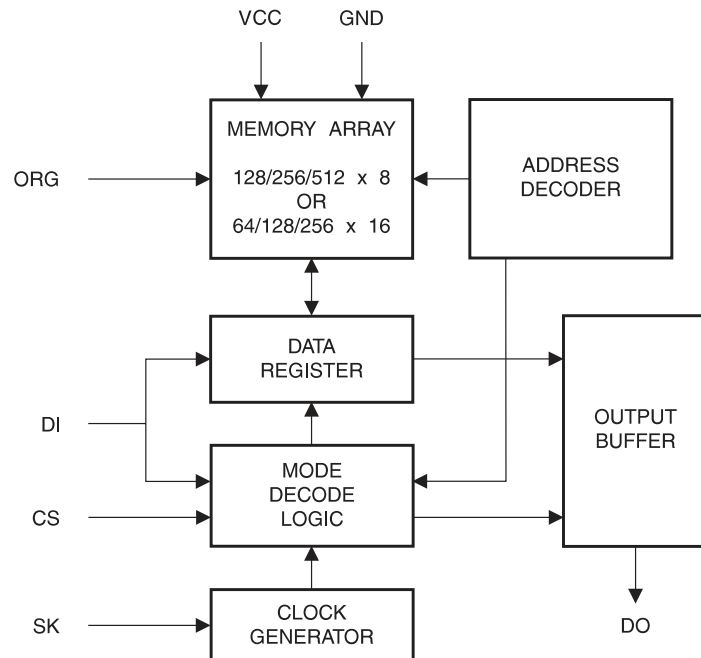 VCC
GND
MEMORY ARRAY
128/256/512 x 8
OR
64/128/256 x 16
ADDRESS
DECODER
ORG
DATA
REGISTER
DI
OUTPUT
BUFFER
MODE
DECODE
LOGIC
CS
CLOCK
GENERATOR
SK
DO